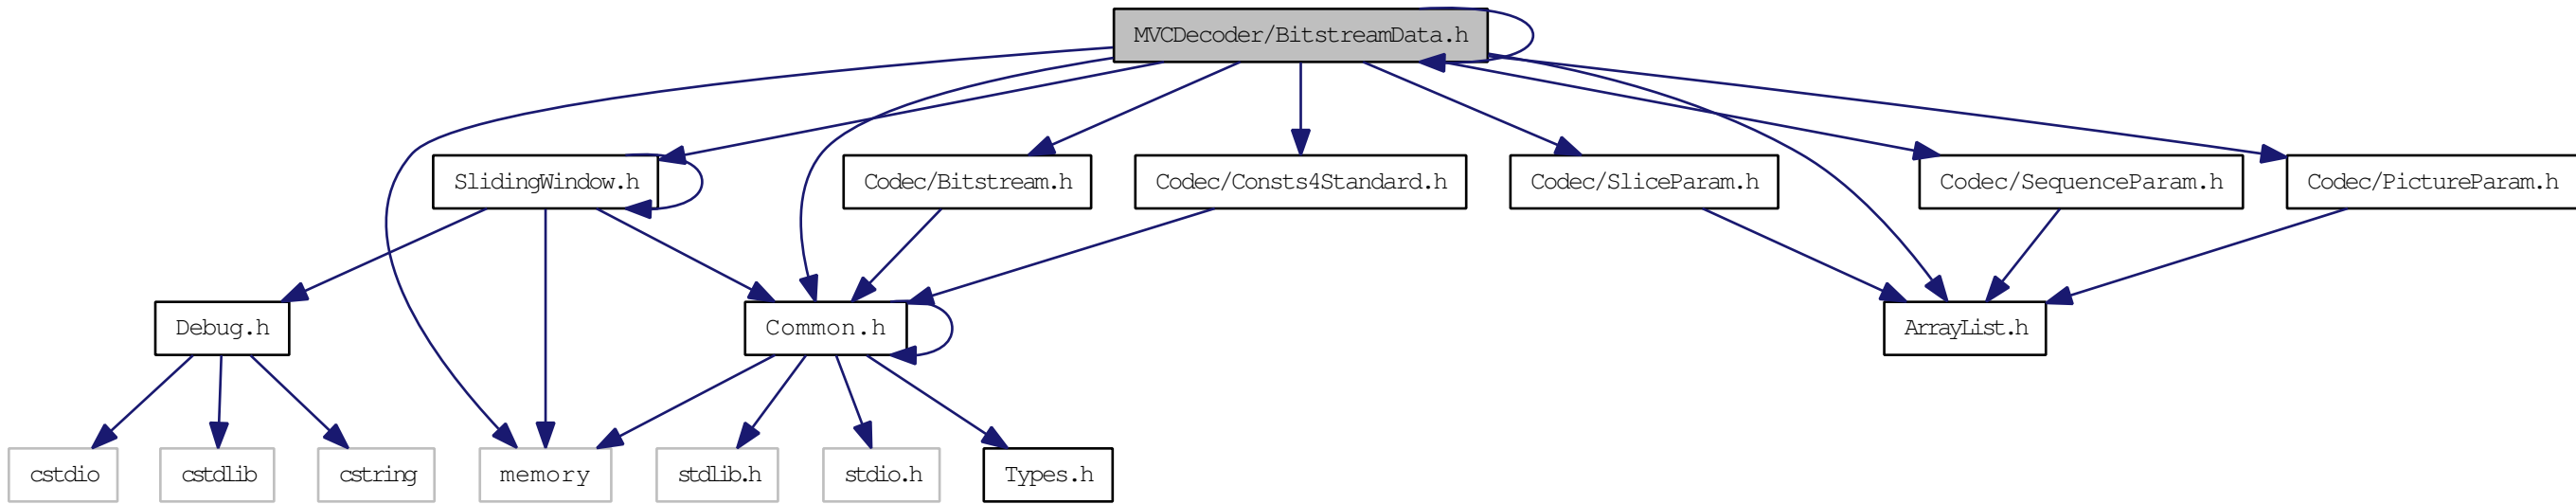 MVCDecoder/BitstreamData.h
SlidingWindow.h
Codec/Bitstream.h
Codec/Consts4Standard.h
Codec/SliceParam.h
Codec/SequenceParam.h
Codec/PictureParam.h
Debug.h
Common.h
ArrayList.h
cstdio
cstdlib
cstring
memory
stdlib.h
stdio.h
Types.h